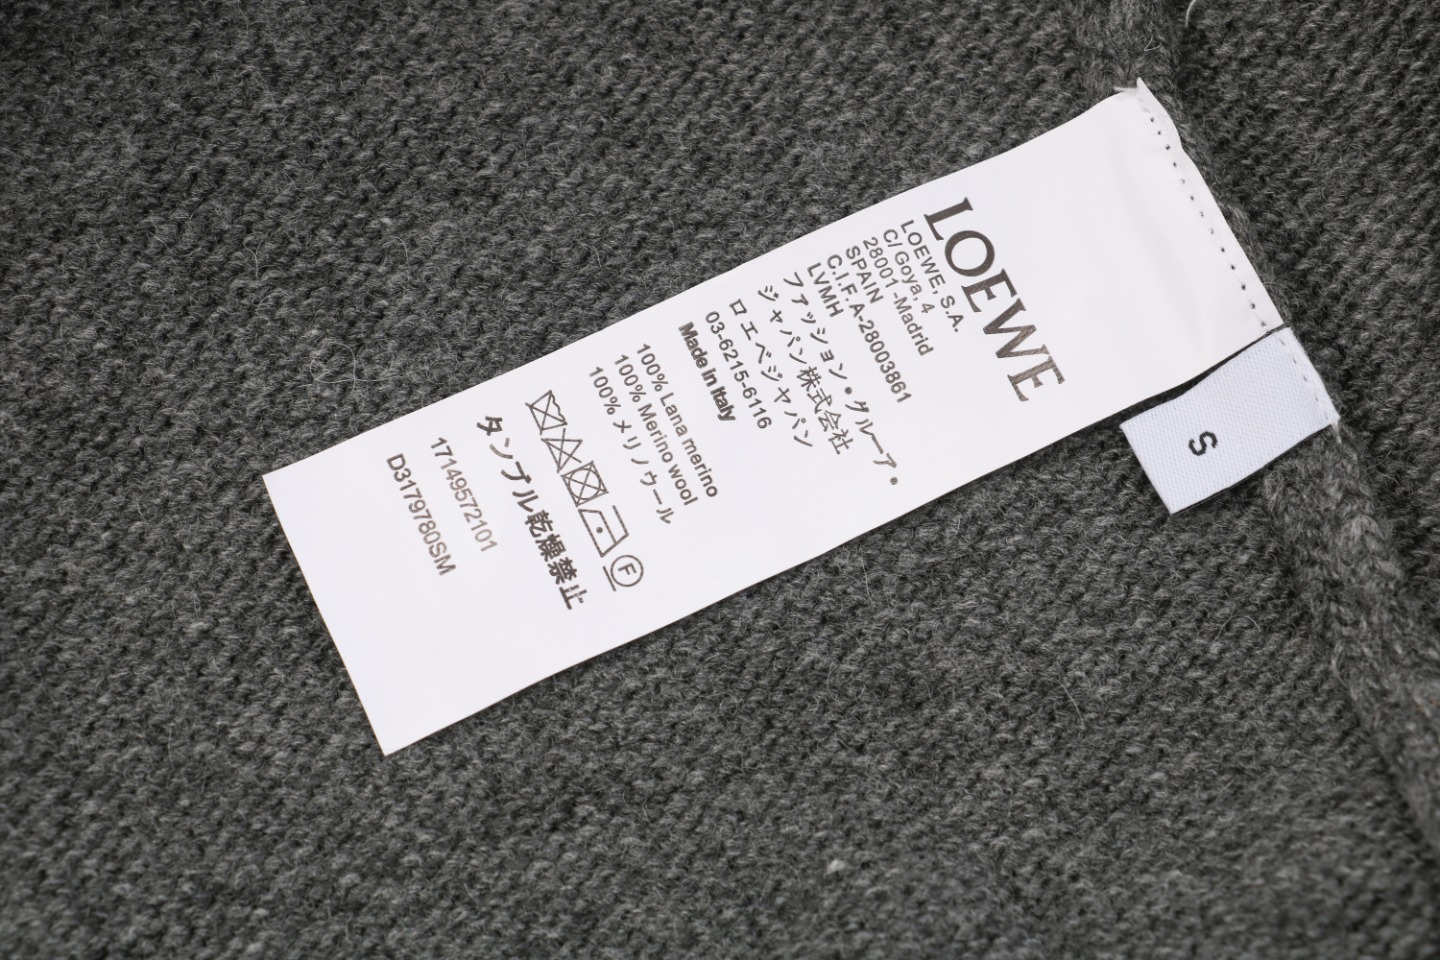 LOEWE
LOEWE, S.A.
C/ Goya, 4
28001 -Madrid
SPAIN
C.I.F. A-28003861
LVMH
ファッション・グルーア・
ジャパン株式会社
ロエベジャパン
03-6215-6116
Made in Italy
100% Lana merino
100% Merino wool
100% メリノウール
F
タンブル乾燥禁止
17149572101
D3179780SM
S